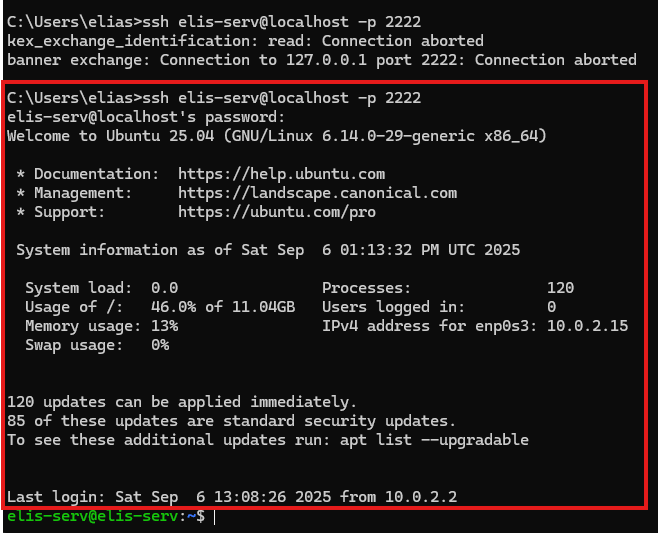 C:\Users\elias>ssh elis-serv@localhost -p 2222
kex_exchange_identification: read: Connection aborted
banner exchange: Connection to 127.0.0.1 port 2222: Connection aborted
C:\Users\elias>ssh elis-serv@localhost -p 2222
elis-serv@localhost's password:
Welcome to Ubuntu 25.04 (GNU/Linux 6.14.0-29-generic x86_64)
* Documentation:  https://help.ubuntu.com
* Management:     https://landscape.canonical.com
* Support:        https://ubuntu.com/pro
System information as of Sat Sep  6 01:13:32 PM UTC 2025
System load:  0.0                Processes:               120
Usage of /:   46.0% of 11.04GB   Users logged in:         0
Memory usage: 13%                IPv4 address for enp0s3: 10.0.2.15
Swap usage:   0%
120 updates can be applied immediately.
85 of these updates are standard security updates.
To see these additional updates run: apt list --upgradable
Last login: Sat Sep  6 13:08:26 2025 from 10.0.2.2
elis-serv@elis-serv:~$